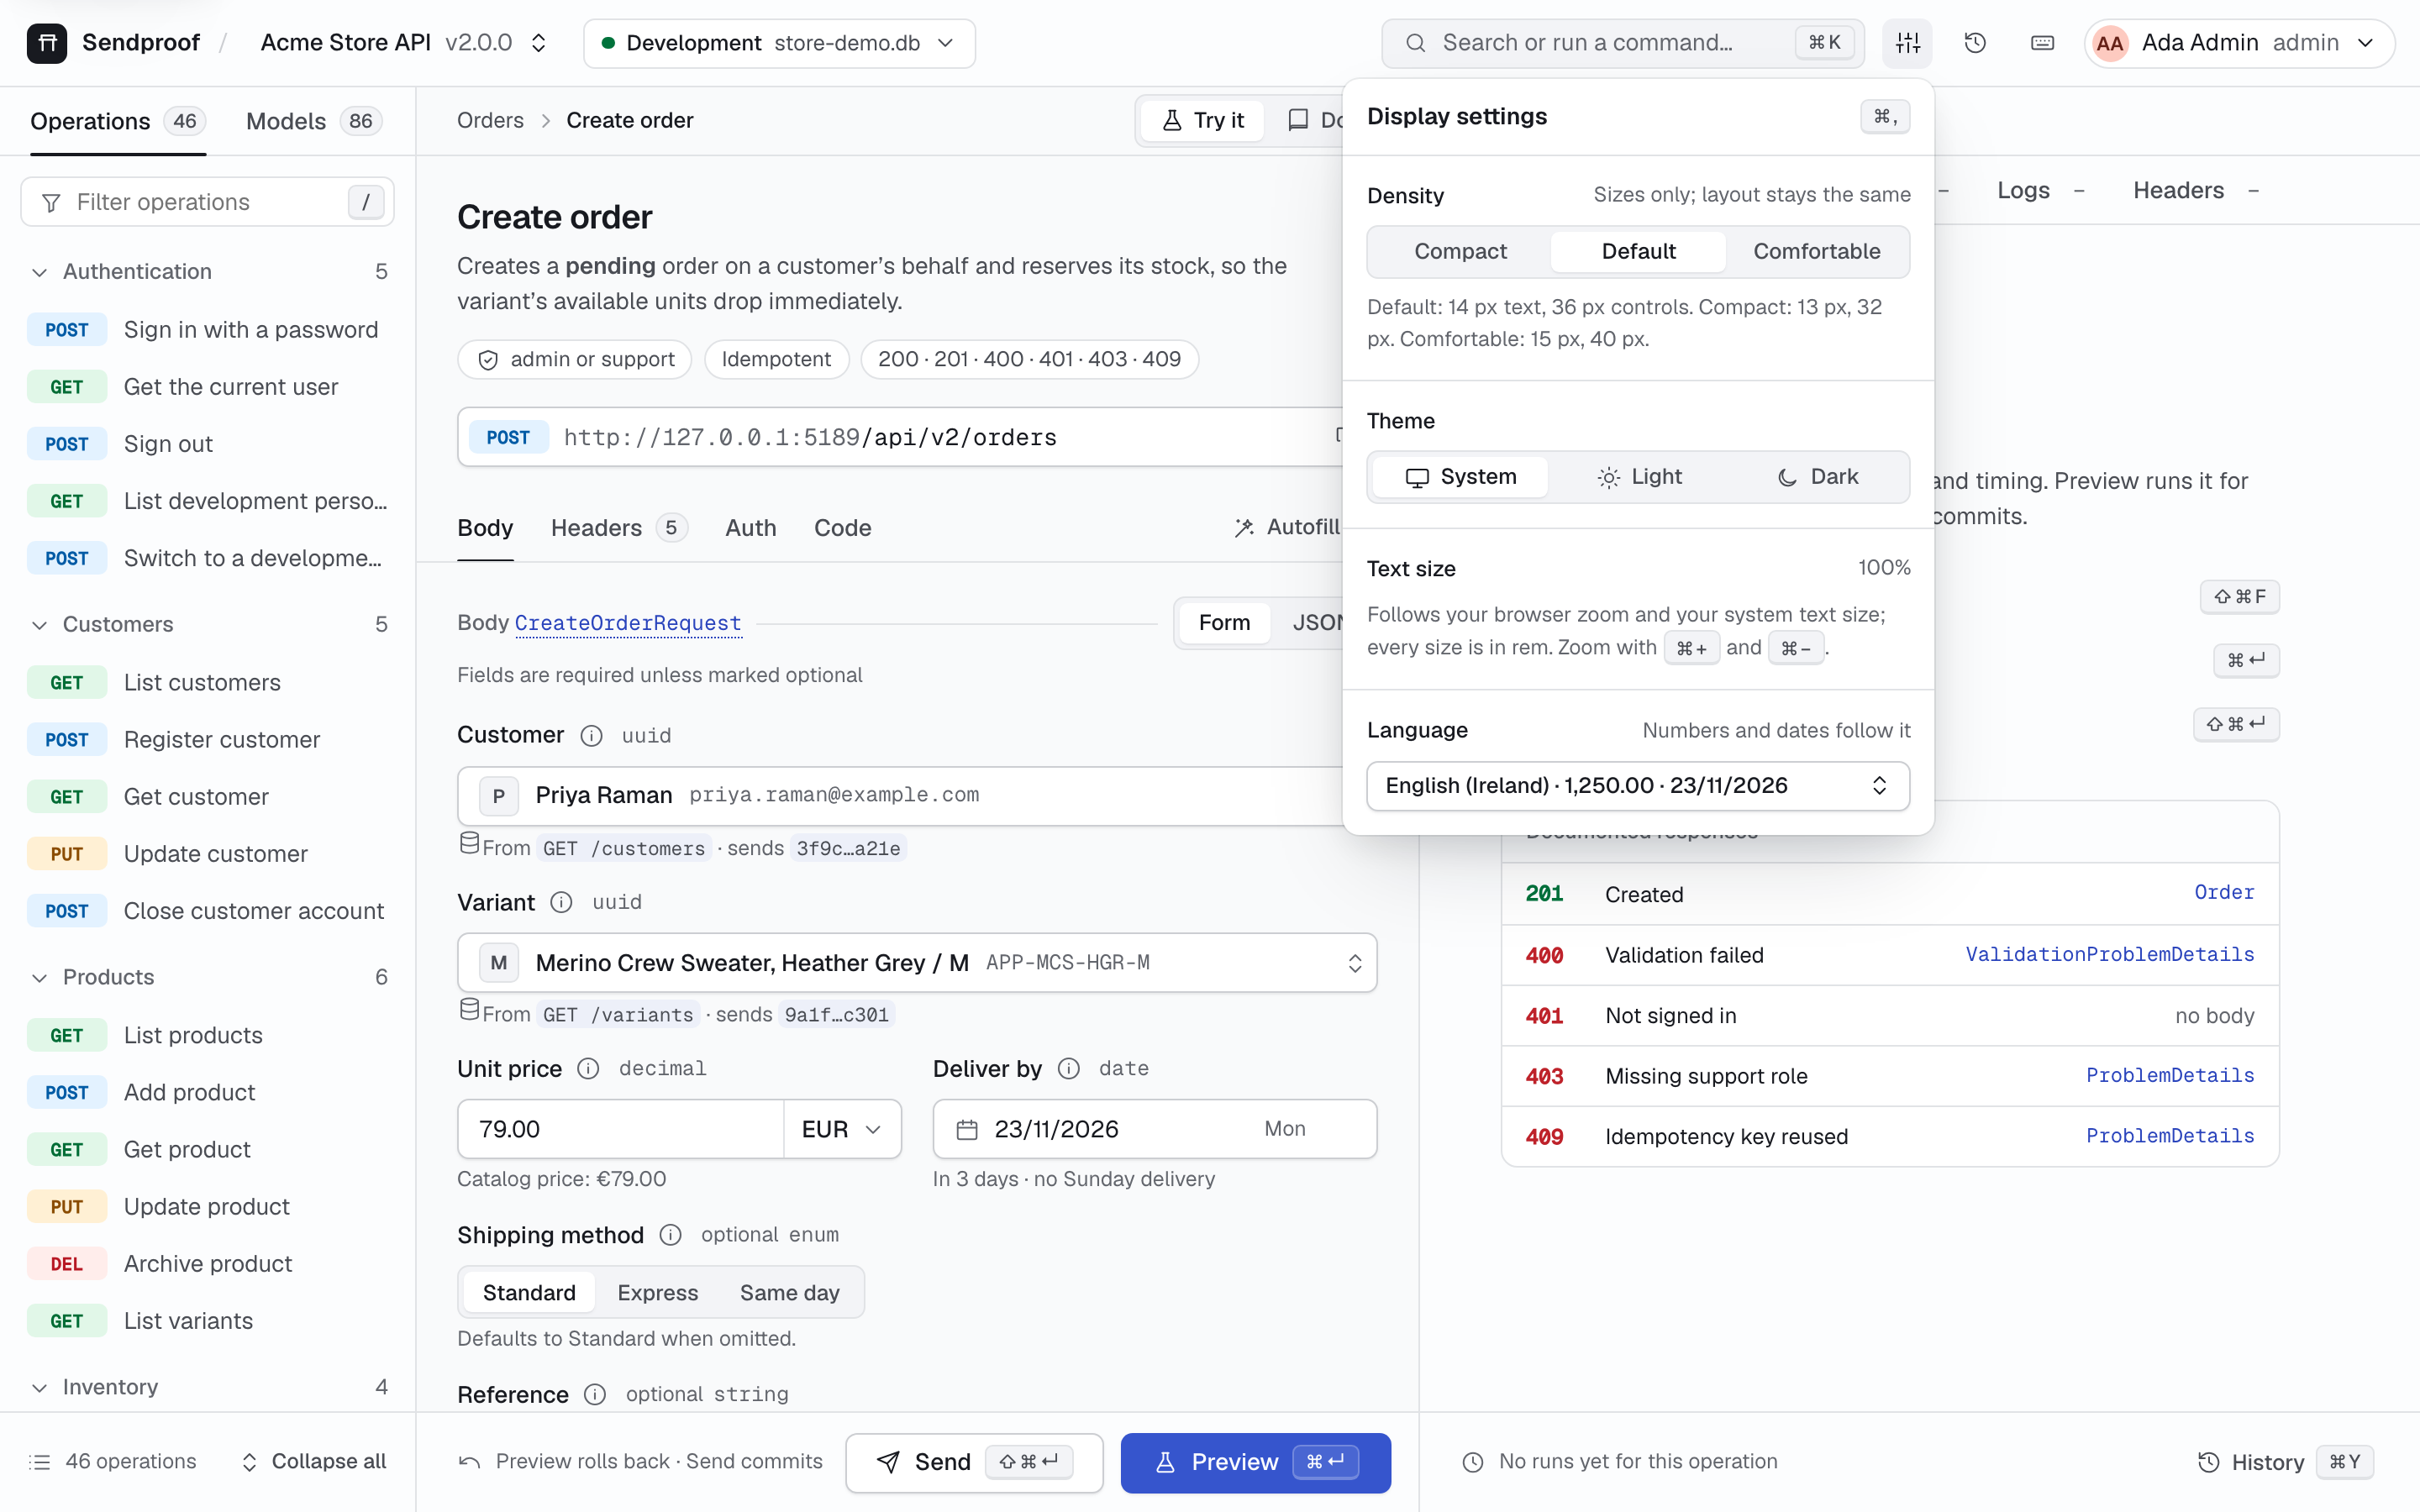 Sendproof / Acme Store API v2.0.0
Development store-demo.db
Search or run a command... ⌘K
AA Ada Admin admin
Operations 46 Models 86
Filter operations /
Authentication 5
POST Sign in with a password
GET Get the current user
POST Sign out
GET List development perso...
POST Switch to a developme...
Customers 5
GET List customers
POST Register customer
GET Get customer
PUT Update customer
POST Close customer account
Products 6
GET List products
POST Add product
GET Get product
PUT Update product
DEL Archive product
GET List variants
Inventory 4
46 operations Collapse all
Orders > Create order
Try it
Create order
Creates a pending order on a customer’s behalf and reserves its stock, so the
variant’s available units drop immediately.
admin or support Idempotent 200 · 201 · 400 · 401 · 403 · 409
POST http://127.0.0.1:5189/api/v2/orders
Body Headers 5 Auth Code Autofill
Body CreateOrderRequest Form JSON
Fields are required unless marked optional
Customer uuid
P Priya Raman priya.raman@example.com
From GET /customers · sends 3f9c…a21e
Variant uuid
M Merino Crew Sweater, Heather Grey / M APP-MCS-HGR-M
From GET /variants · sends 9a1f…c301
Unit price decimal
79.00 EUR
Catalog price: €79.00
Deliver by date
23/11/2026 Mon
In 3 days · no Sunday delivery
Shipping method optional enum
Standard Express Same day
Defaults to Standard when omitted.
Reference optional string
Preview rolls back · Send commits Send ⇧⌘↵ Preview ⌘↵
Display settings ⌘,
Density Sizes only; layout stays the same
Compact Default Comfortable
Default: 14 px text, 36 px controls. Compact: 13 px, 32
px. Comfortable: 15 px, 40 px.
Theme
System Light Dark
Text size 100%
Follows your browser zoom and your system text size;
every size is in rem. Zoom with ⌘+ and ⌘−.
Language Numbers and dates follow it
English (Ireland) · 1,250.00 · 23/11/2026
– Logs – Headers –
and timing. Preview runs it for
commits.
⇧⌘F
⌘↵
⇧⌘↵
Documented responses
201 Created Order
400 Validation failed ValidationProblemDetails
401 Not signed in no body
403 Missing support role ProblemDetails
409 Idempotency key reused ProblemDetails
No runs yet for this operation History ⌘Y